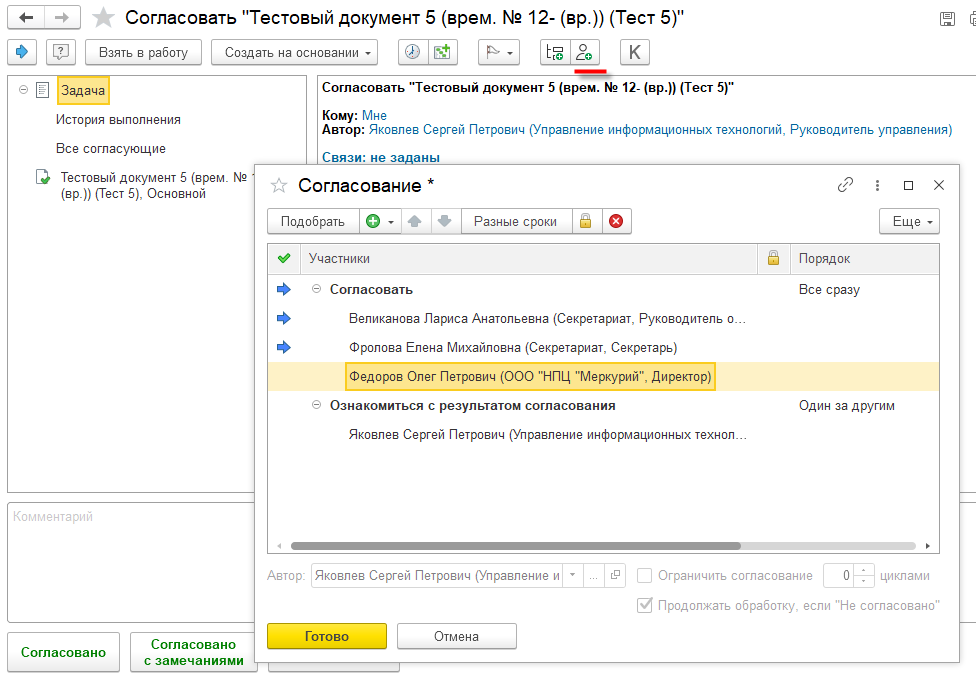 Согласовать "Тестовый документ 5 (врем. № 12- (вр.)) (Тест 5)"
Взять в работу
Создать на основании
К
Задача
История выполнения
Все согласующие
Тестовый документ 5 (врем. №
(вр.)) (Тест 5), Основной
Согласовать "Тестовый документ 5 (врем. № 12- (вр.)) (Тест 5)"
Кому: Мне
Автор: Яковлев Сергей Петрович (Управление информационных технологий, Руководитель управления)
Связи: не заданы
Согласование *
Подобрать
Разные сроки
Еще
Участники
Порядок
Согласовать
Все сразу
Великанова Лариса Анатольевна (Секретариат, Руководитель о...
Фролова Елена Михайловна (Секретариат, Секретарь)
Федоров Олег Петрович (ООО "НПЦ "Меркурий", Директор)
Ознакомиться с результатом согласования
Один за другим
Яковлев Сергей Петрович (Управление информационных технол...
Автор: Яковлев Сергей Петрович (Управление и
...
Ограничить согласование
0
циклами
Продолжать обработку, если "Не согласовано"
Готово
Отмена
Комментарий
Согласовано
Согласовано
с замечаниями